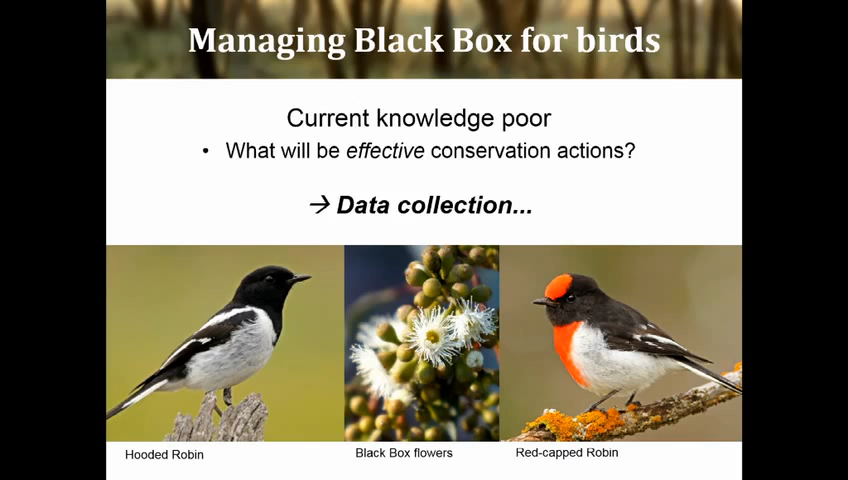 Managing Black Box for birds
Current knowledge poor
• What will be effective conservation actions?
→ Data collection...
Hooded Robin
Black Box flowers
Red-capped Robin